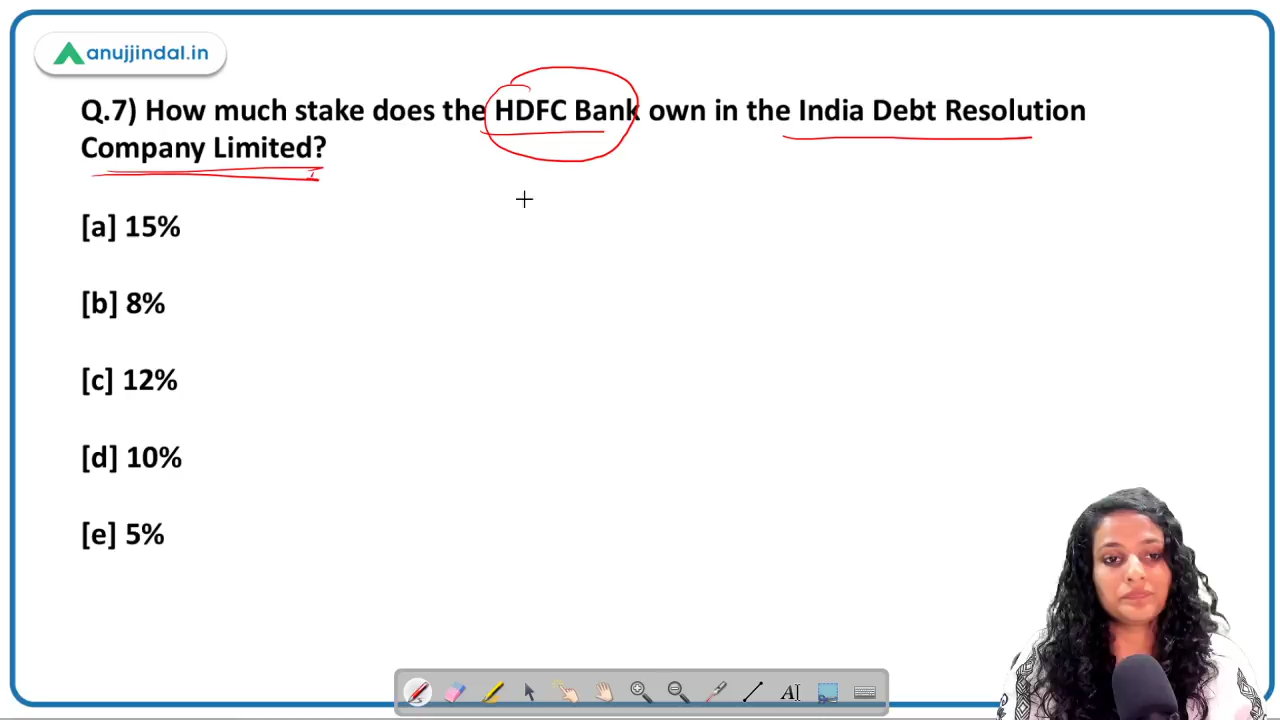 anujjindal.in
Q.7) How much stake does the HDFC Bank own in the India Debt Resolution
Company Limited?
[a] 15%
[b] 8%
[c] 12%
[d] 10%
[e] 5%
AI